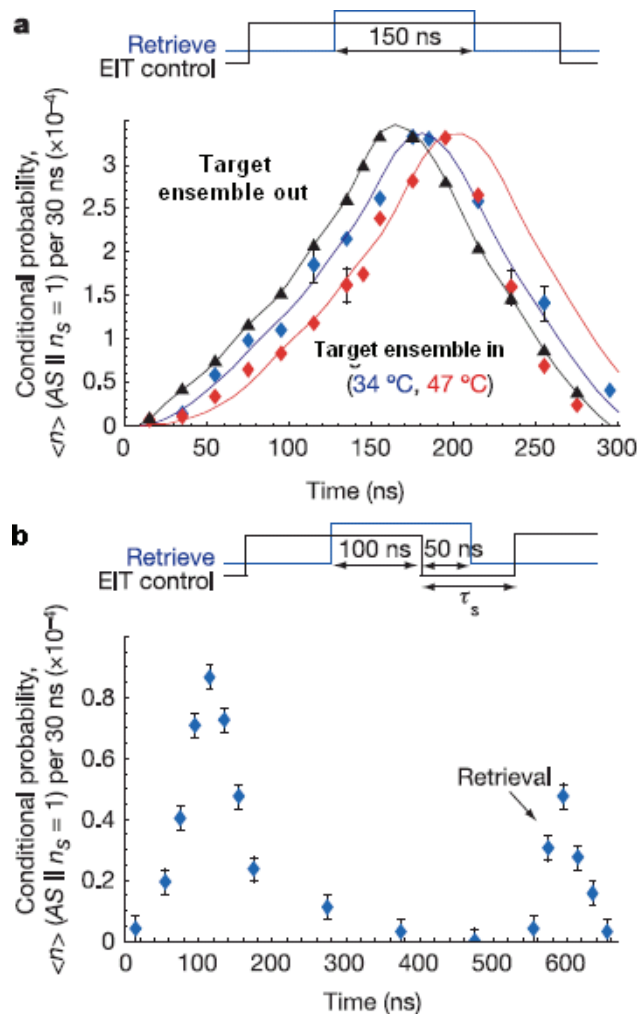 a
150 ns
Retrieve
EIT control
Conditional probability,
<n> (AS || nS = 1) per 30 ns (×10⁻⁴)
3
2.5
2
1.5
1
0.5
0
Target
ensemble out
Target ensemble in
(34 ºC, 47 ºC)
0 50 100 150 200 250 300
Time (ns)
b
100 ns 50 ns
Retrieve
EIT control
τs
Conditional probability,
<n> (AS || nS = 1) per 30 ns (×10⁻⁴)
0.8
0.6
0.4
0.2
0
Retrieval
0 100 200 300 400 500 600
Time (ns)